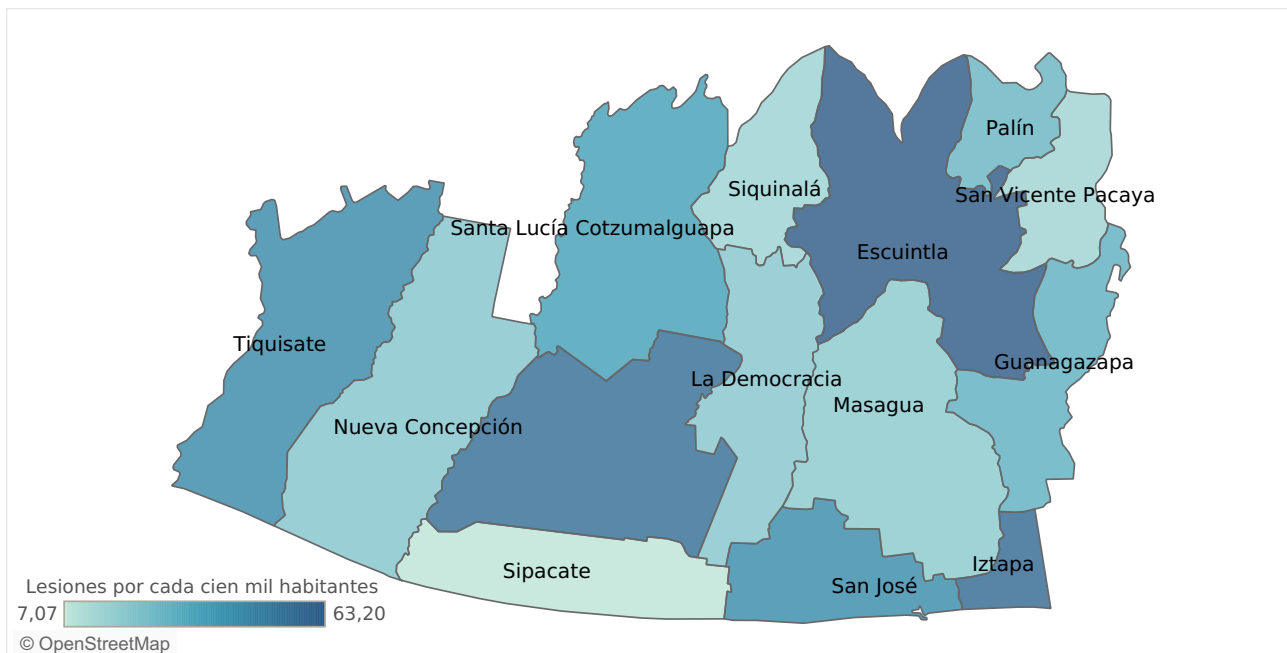 Palín
Siquinalá
San Vicente Pacaya
Santa Lucía Cotzumalguapa
Escuintla
Tiquisate
Guanagazapa
La Democracia
Masagua
Nueva Concepción
Iztapa
Sipacate
San José
Lesiones por cada cien mil habitantes
7,07 63,20
© OpenStreetMap